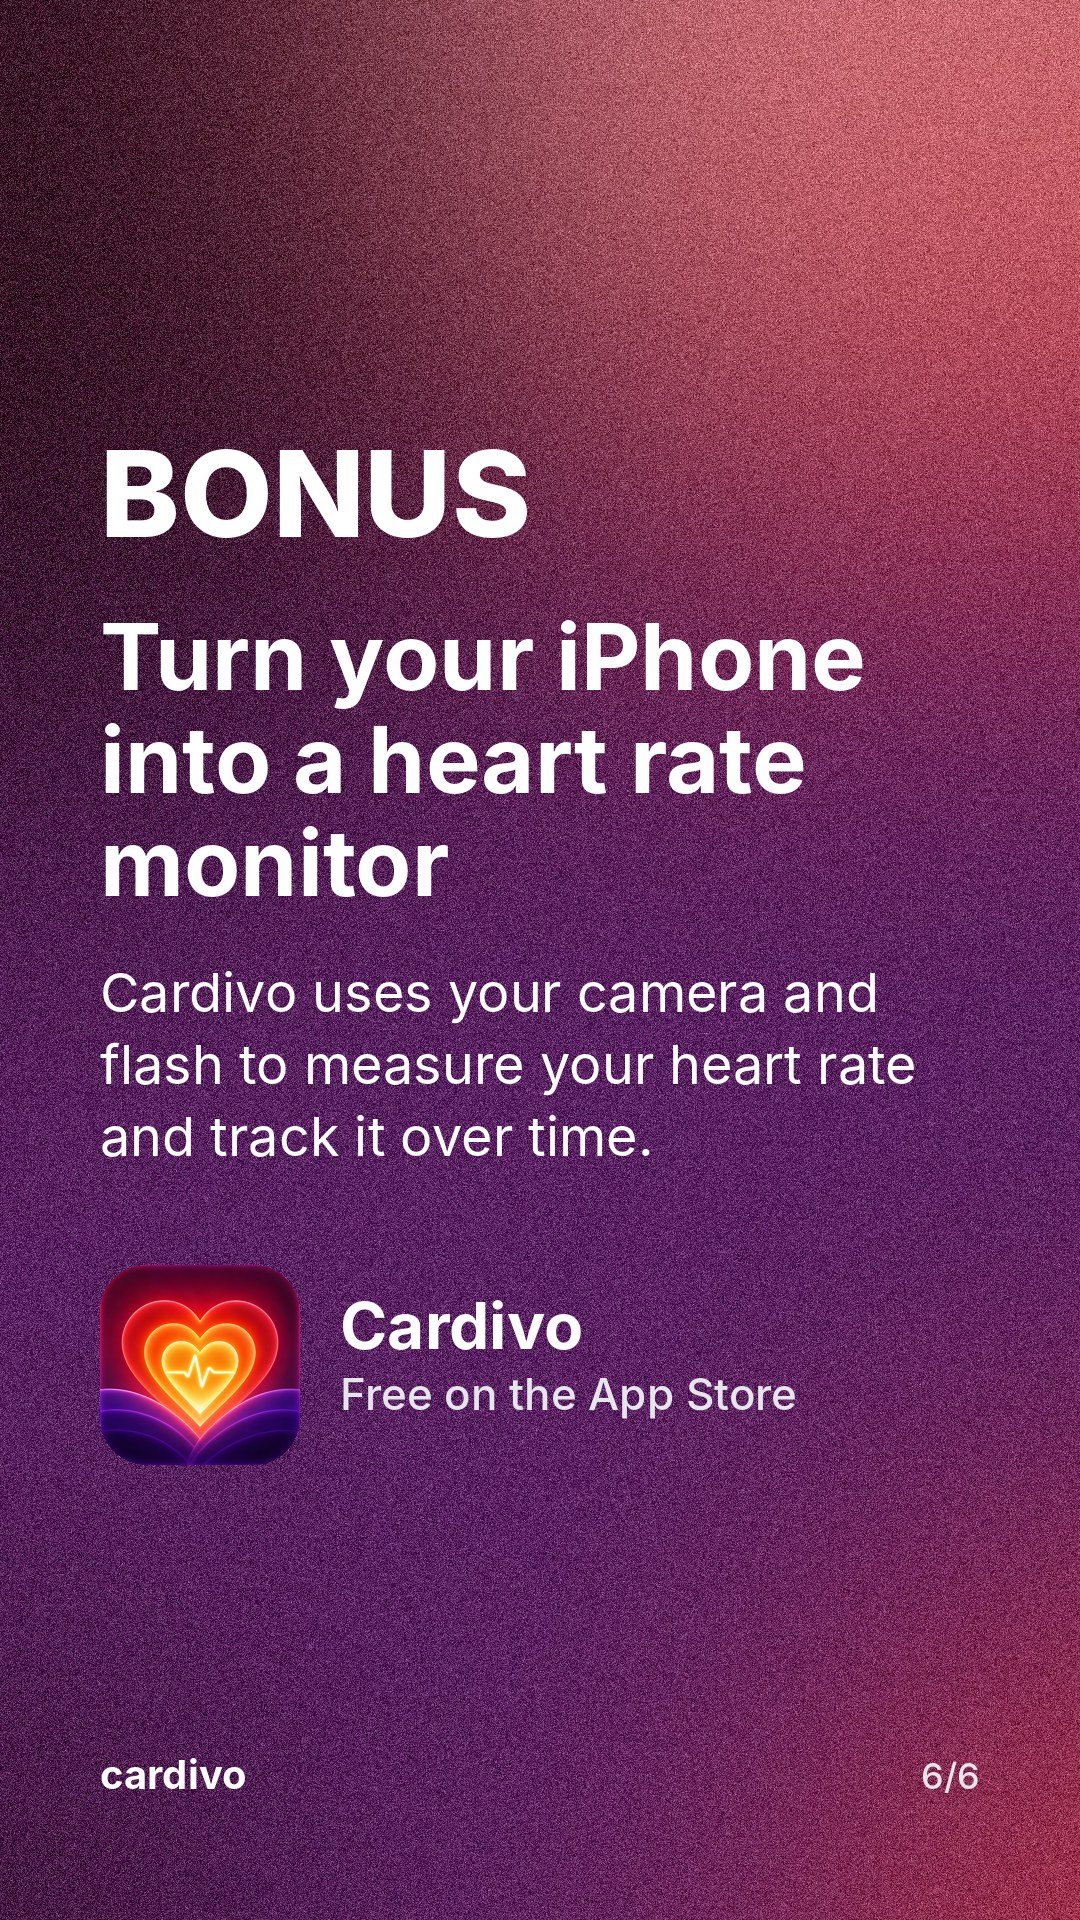 BONUS
Turn your iPhone
into a heart rate
monitor
Cardivo uses your camera and
flash to measure your heart rate
and track it over time.
Cardivo
Free on the App Store
cardivo
6/6